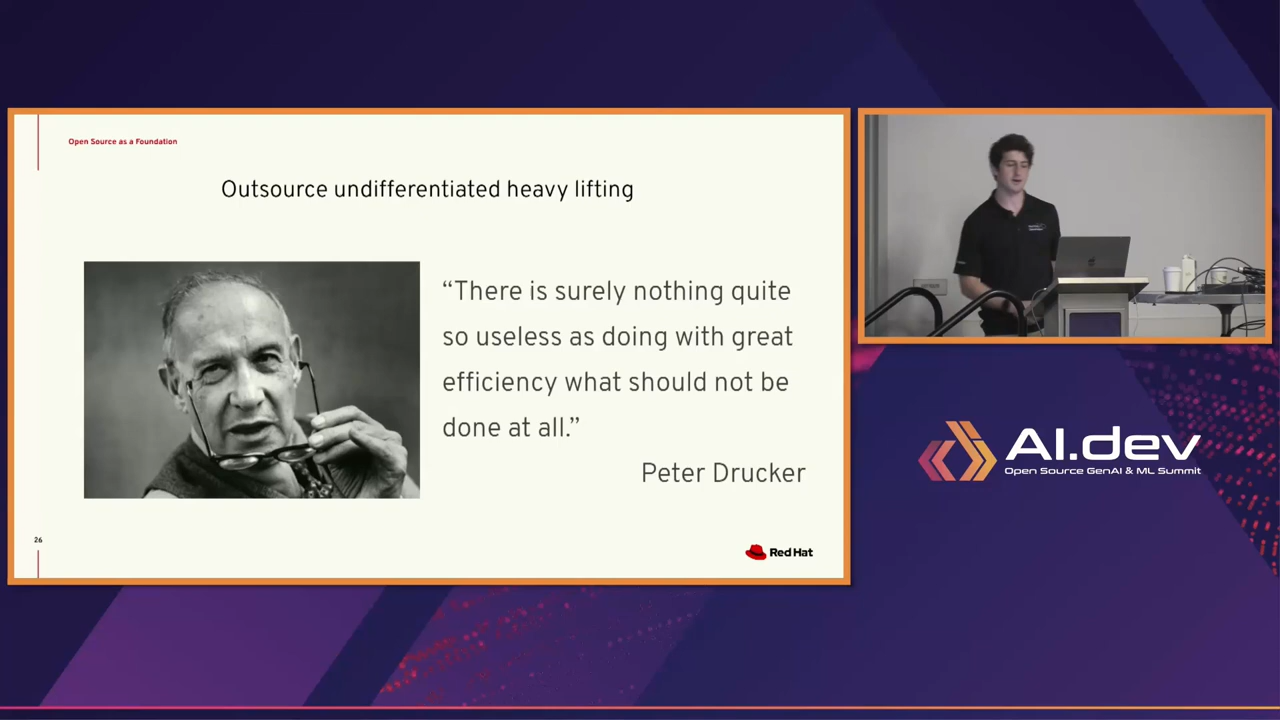 Open Source as a Foundation
Outsource undifferentiated heavy lifting
“There is surely nothing quite
so useless as doing with great
efficiency what should not be
done at all.”
Peter Drucker
26
Red Hat
AI.dev
Open Source GenAI & ML Summit